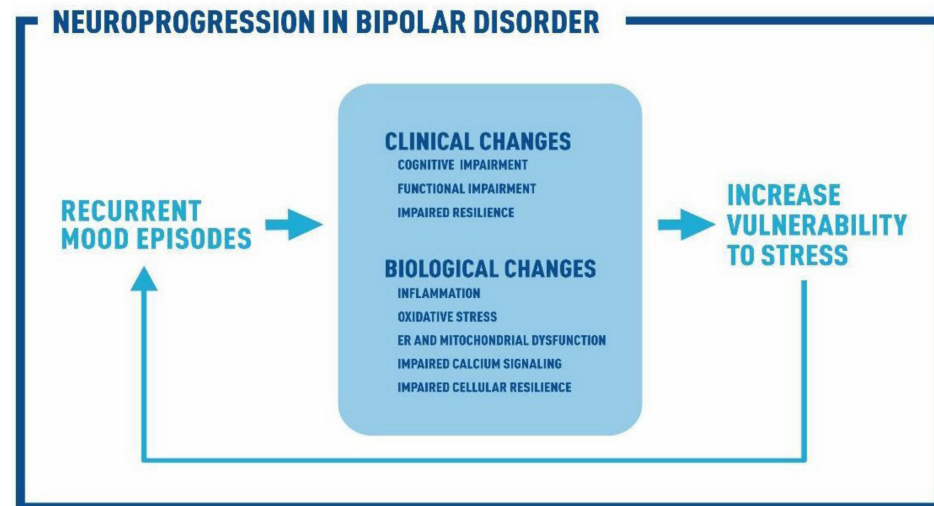 NEUROPROGRESSION IN BIPOLAR DISORDER
RECURRENT
MOOD EPISODES
CLINICAL CHANGES
COGNITIVE IMPAIRMENT
FUNCTIONAL IMPAIRMENT
IMPAIRED RESILIENCE
BIOLOGICAL CHANGES
INFLAMMATION
OXIDATIVE STRESS
ER AND MITOCHONDRIAL DYSFUNCTION
IMPAIRED CALCIUM SIGNALING
IMPAIRED CELLULAR RESILIENCE
INCREASE
VULNERABILITY
TO STRESS